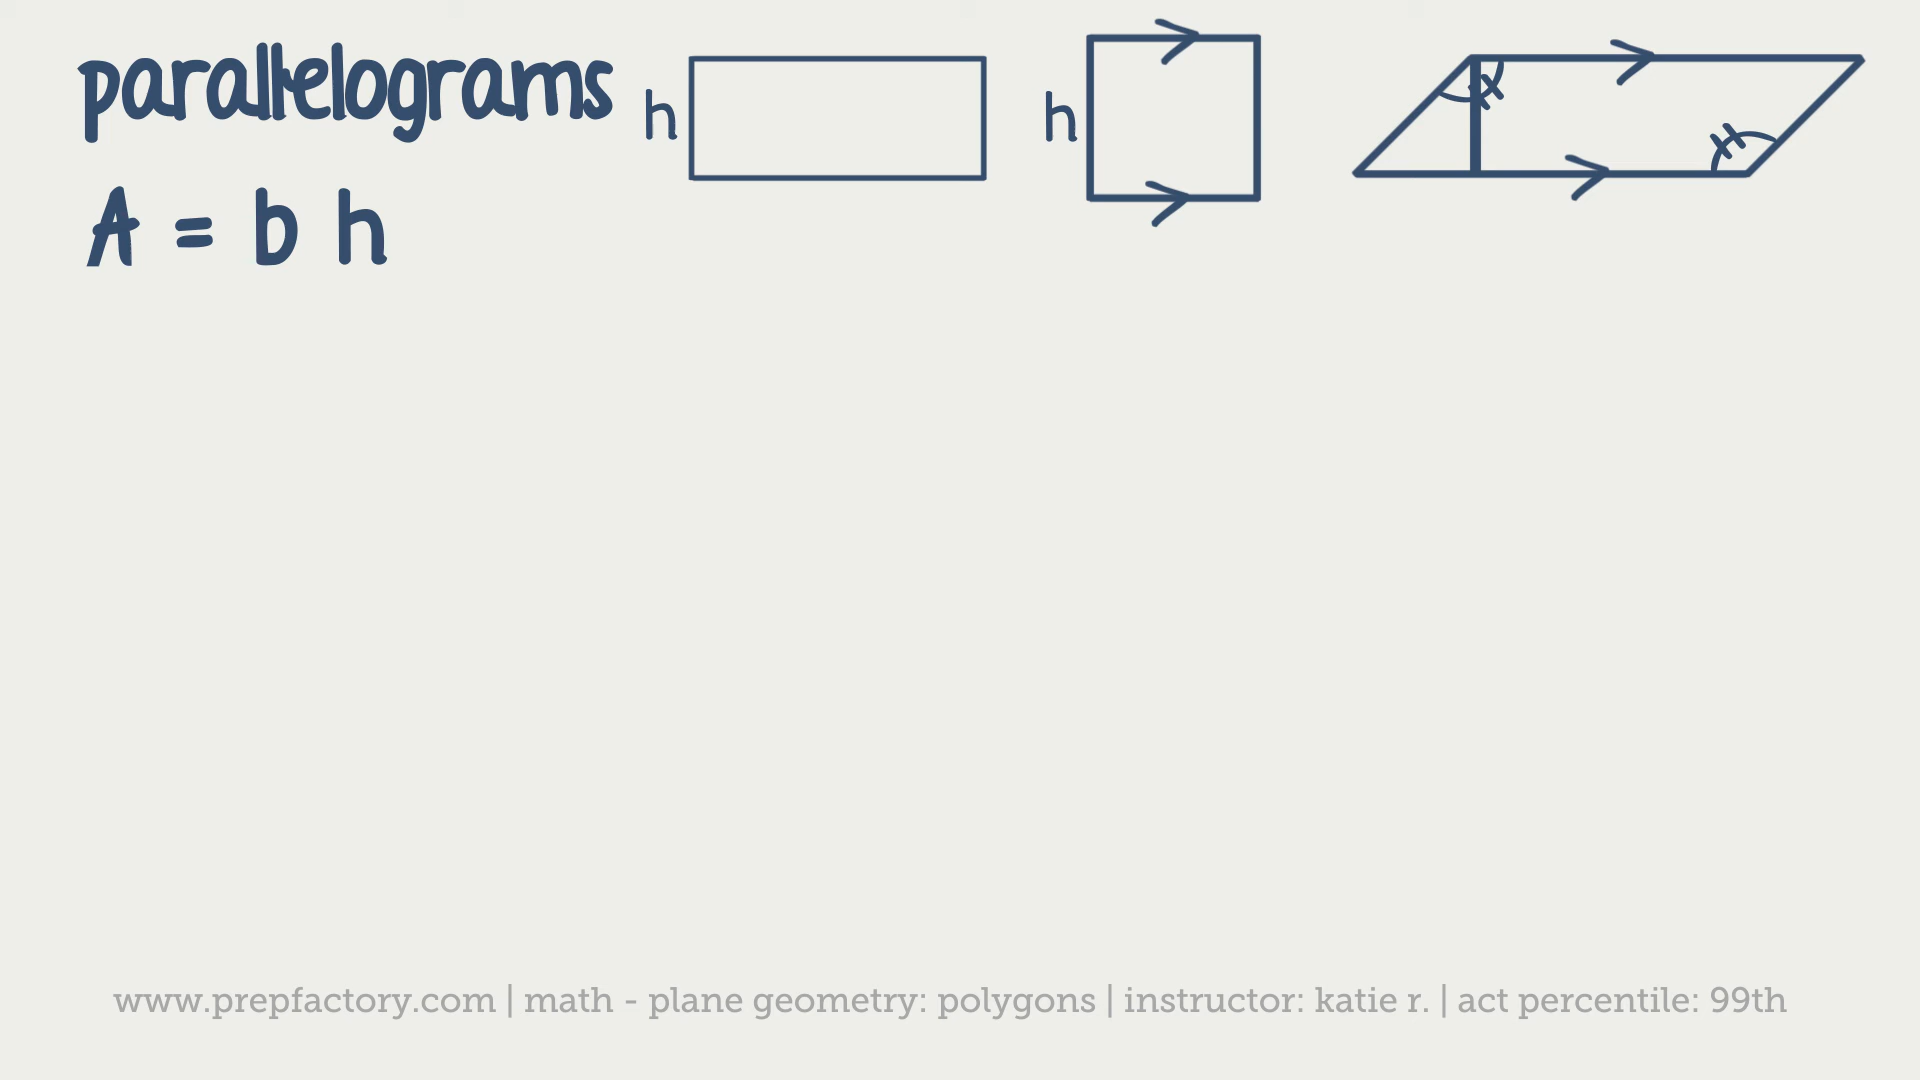 parallelograms
h
h
A = b h
www.prepfactory.com | math - plane geometry: polygons | instructor: katie r. | act percentile: 99th